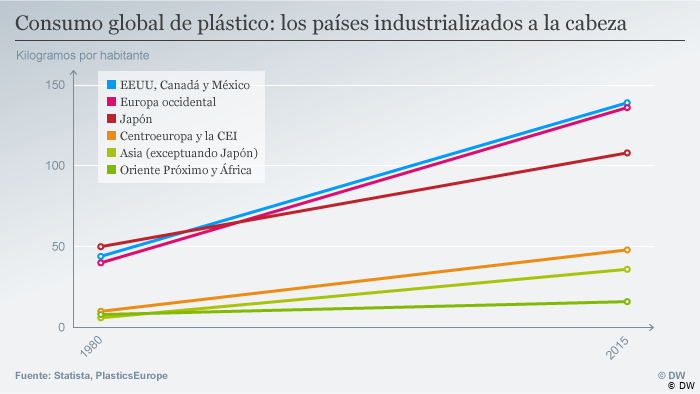 Consumo global de plástico: los países industrializados a la cabeza
Kilogramos por habitante
150
100
50
0
EEUU, Canadá y México
Europa occidental
Japón
Centroeuropa y la CEI
Asia (exceptuando Japón)
Oriente Próximo y África
1980
2015
Fuente: Statista, PlasticsEurope
© DW
© DW